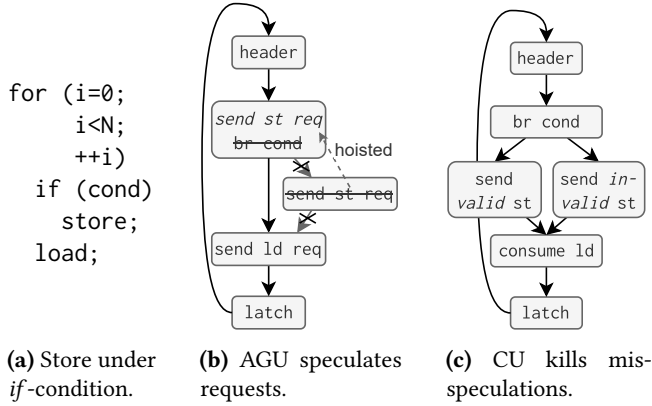 for (i=0;
i<N;
++i)
if (cond)
store;
load;
header
send st req
br cond
hoisted
send st req
send ld req
latch
header
br cond
send
valid st
send in-
valid st
consume ld
latch
(a) Store under
if-condition.
(b) AGU speculates
requests.
(c) CU kills mis-
speculations.